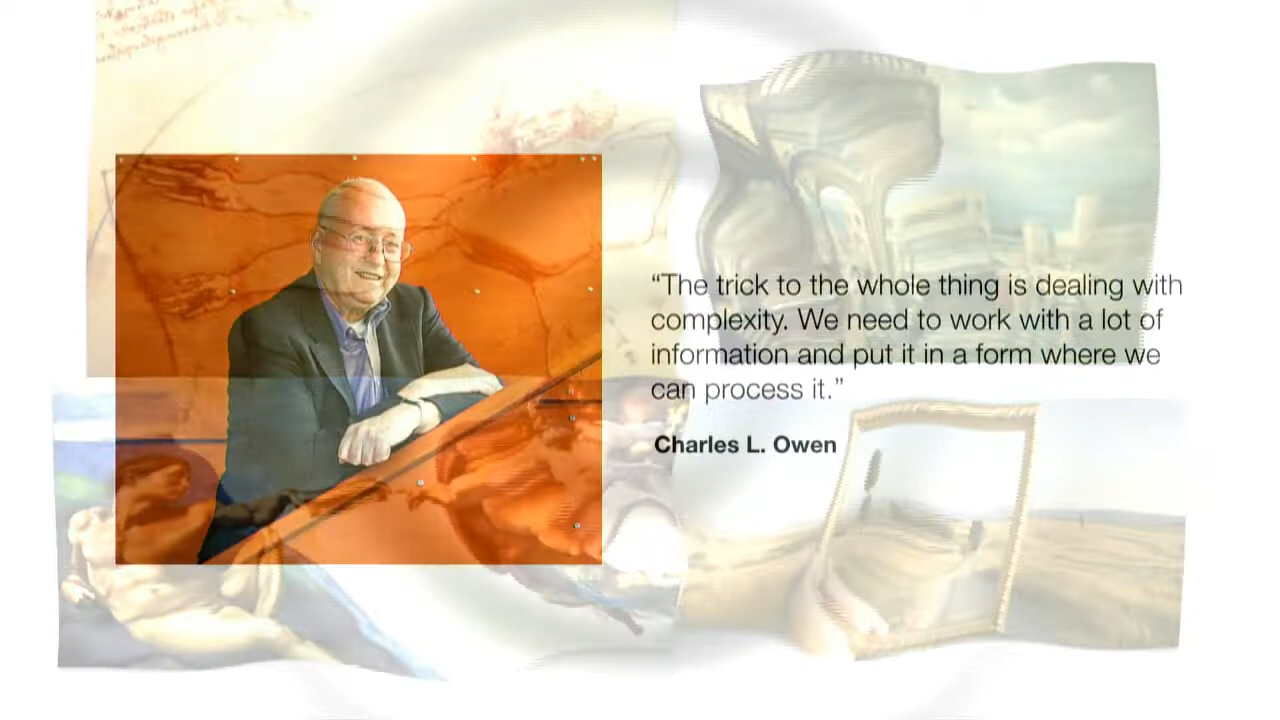 “The trick to the whole thing is dealing with
complexity. We need to work with a lot of
information and put it in a form where we
can process it.”
Charles L. Owen